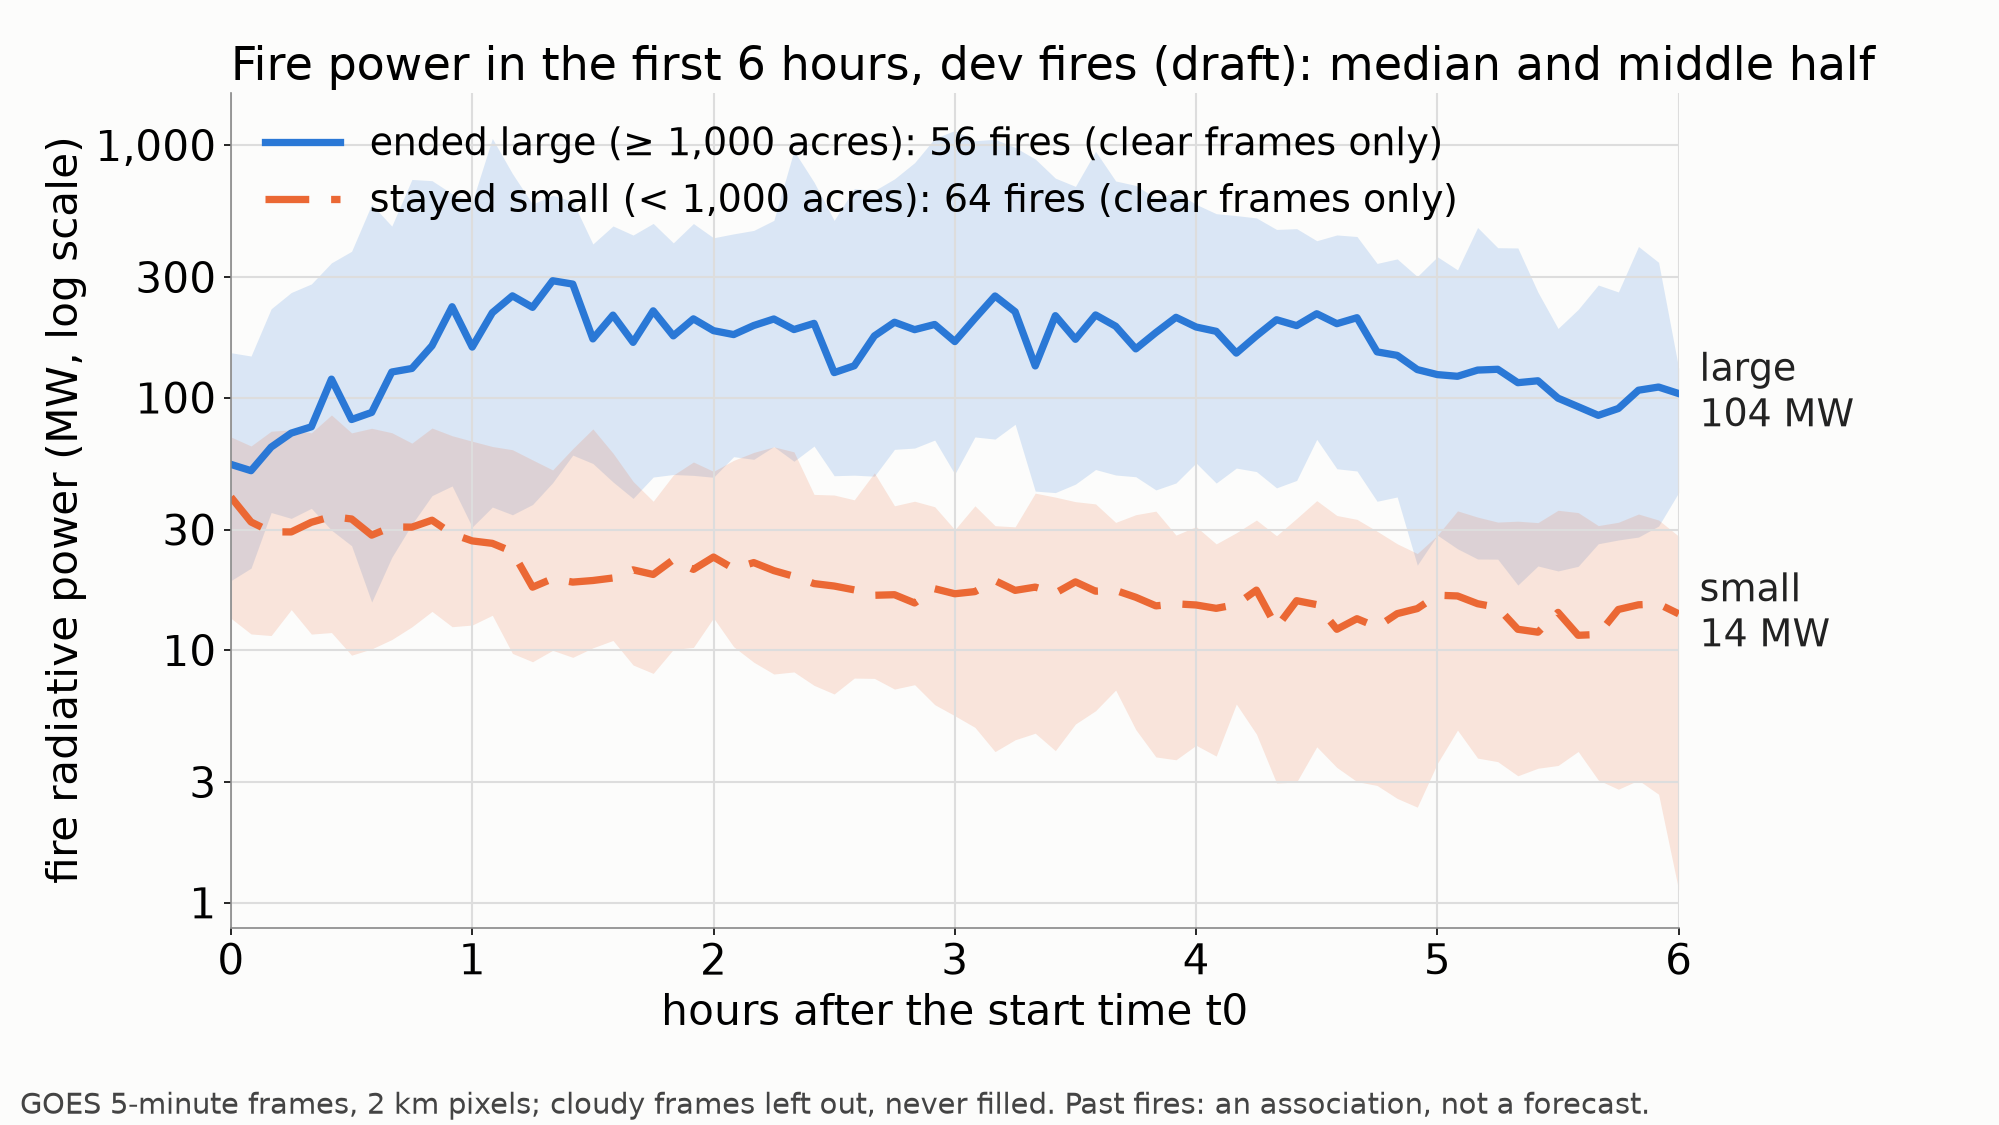 Fire power in the first 6 hours, dev fires (draft): median and middle half
ended large (≥ 1,000 acres): 56 fires (clear frames only)
stayed small (< 1,000 acres): 64 fires (clear frames only)
fire radiative power (MW, log scale)
1,000
300
100
30
10
3
1
large
104 MW
small
14 MW
0 1 2 3 4 5 6
hours after the start time t0
GOES 5-minute frames, 2 km pixels; cloudy frames left out, never filled. Past fires: an association, not a forecast.